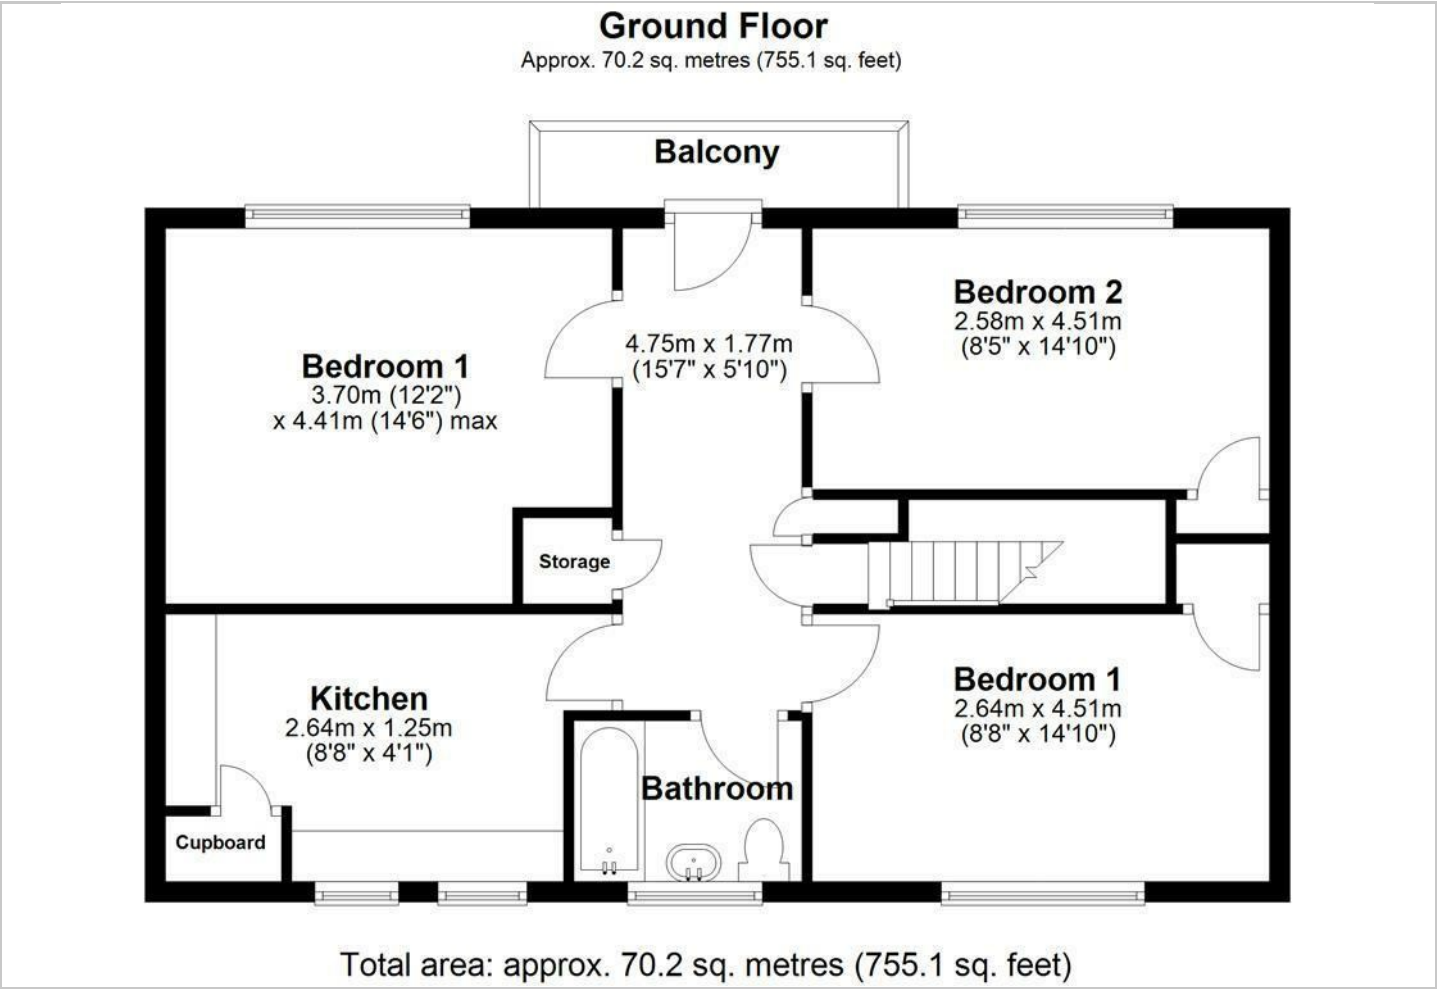 Ground Floor
Approx. 70.2 sq. metres (755.1 sq. feet)
Balcony
Bedroom 2
2.58m x 4.51m
(8'5" x 14'10")
4.75m x 1.77m
(15'7" x 5'10")
Bedroom 1
3.70m (12'2")
x 4.41m (14'6") max
Storage
Kitchen
2.64m x 1.25m
(8'8" x 4'1")
Bedroom 1
2.64m x 4.51m
(8'8" x 14'10")
Bathroom
Cupboard
Total area: approx. 70.2 sq. metres (755.1 sq. feet)